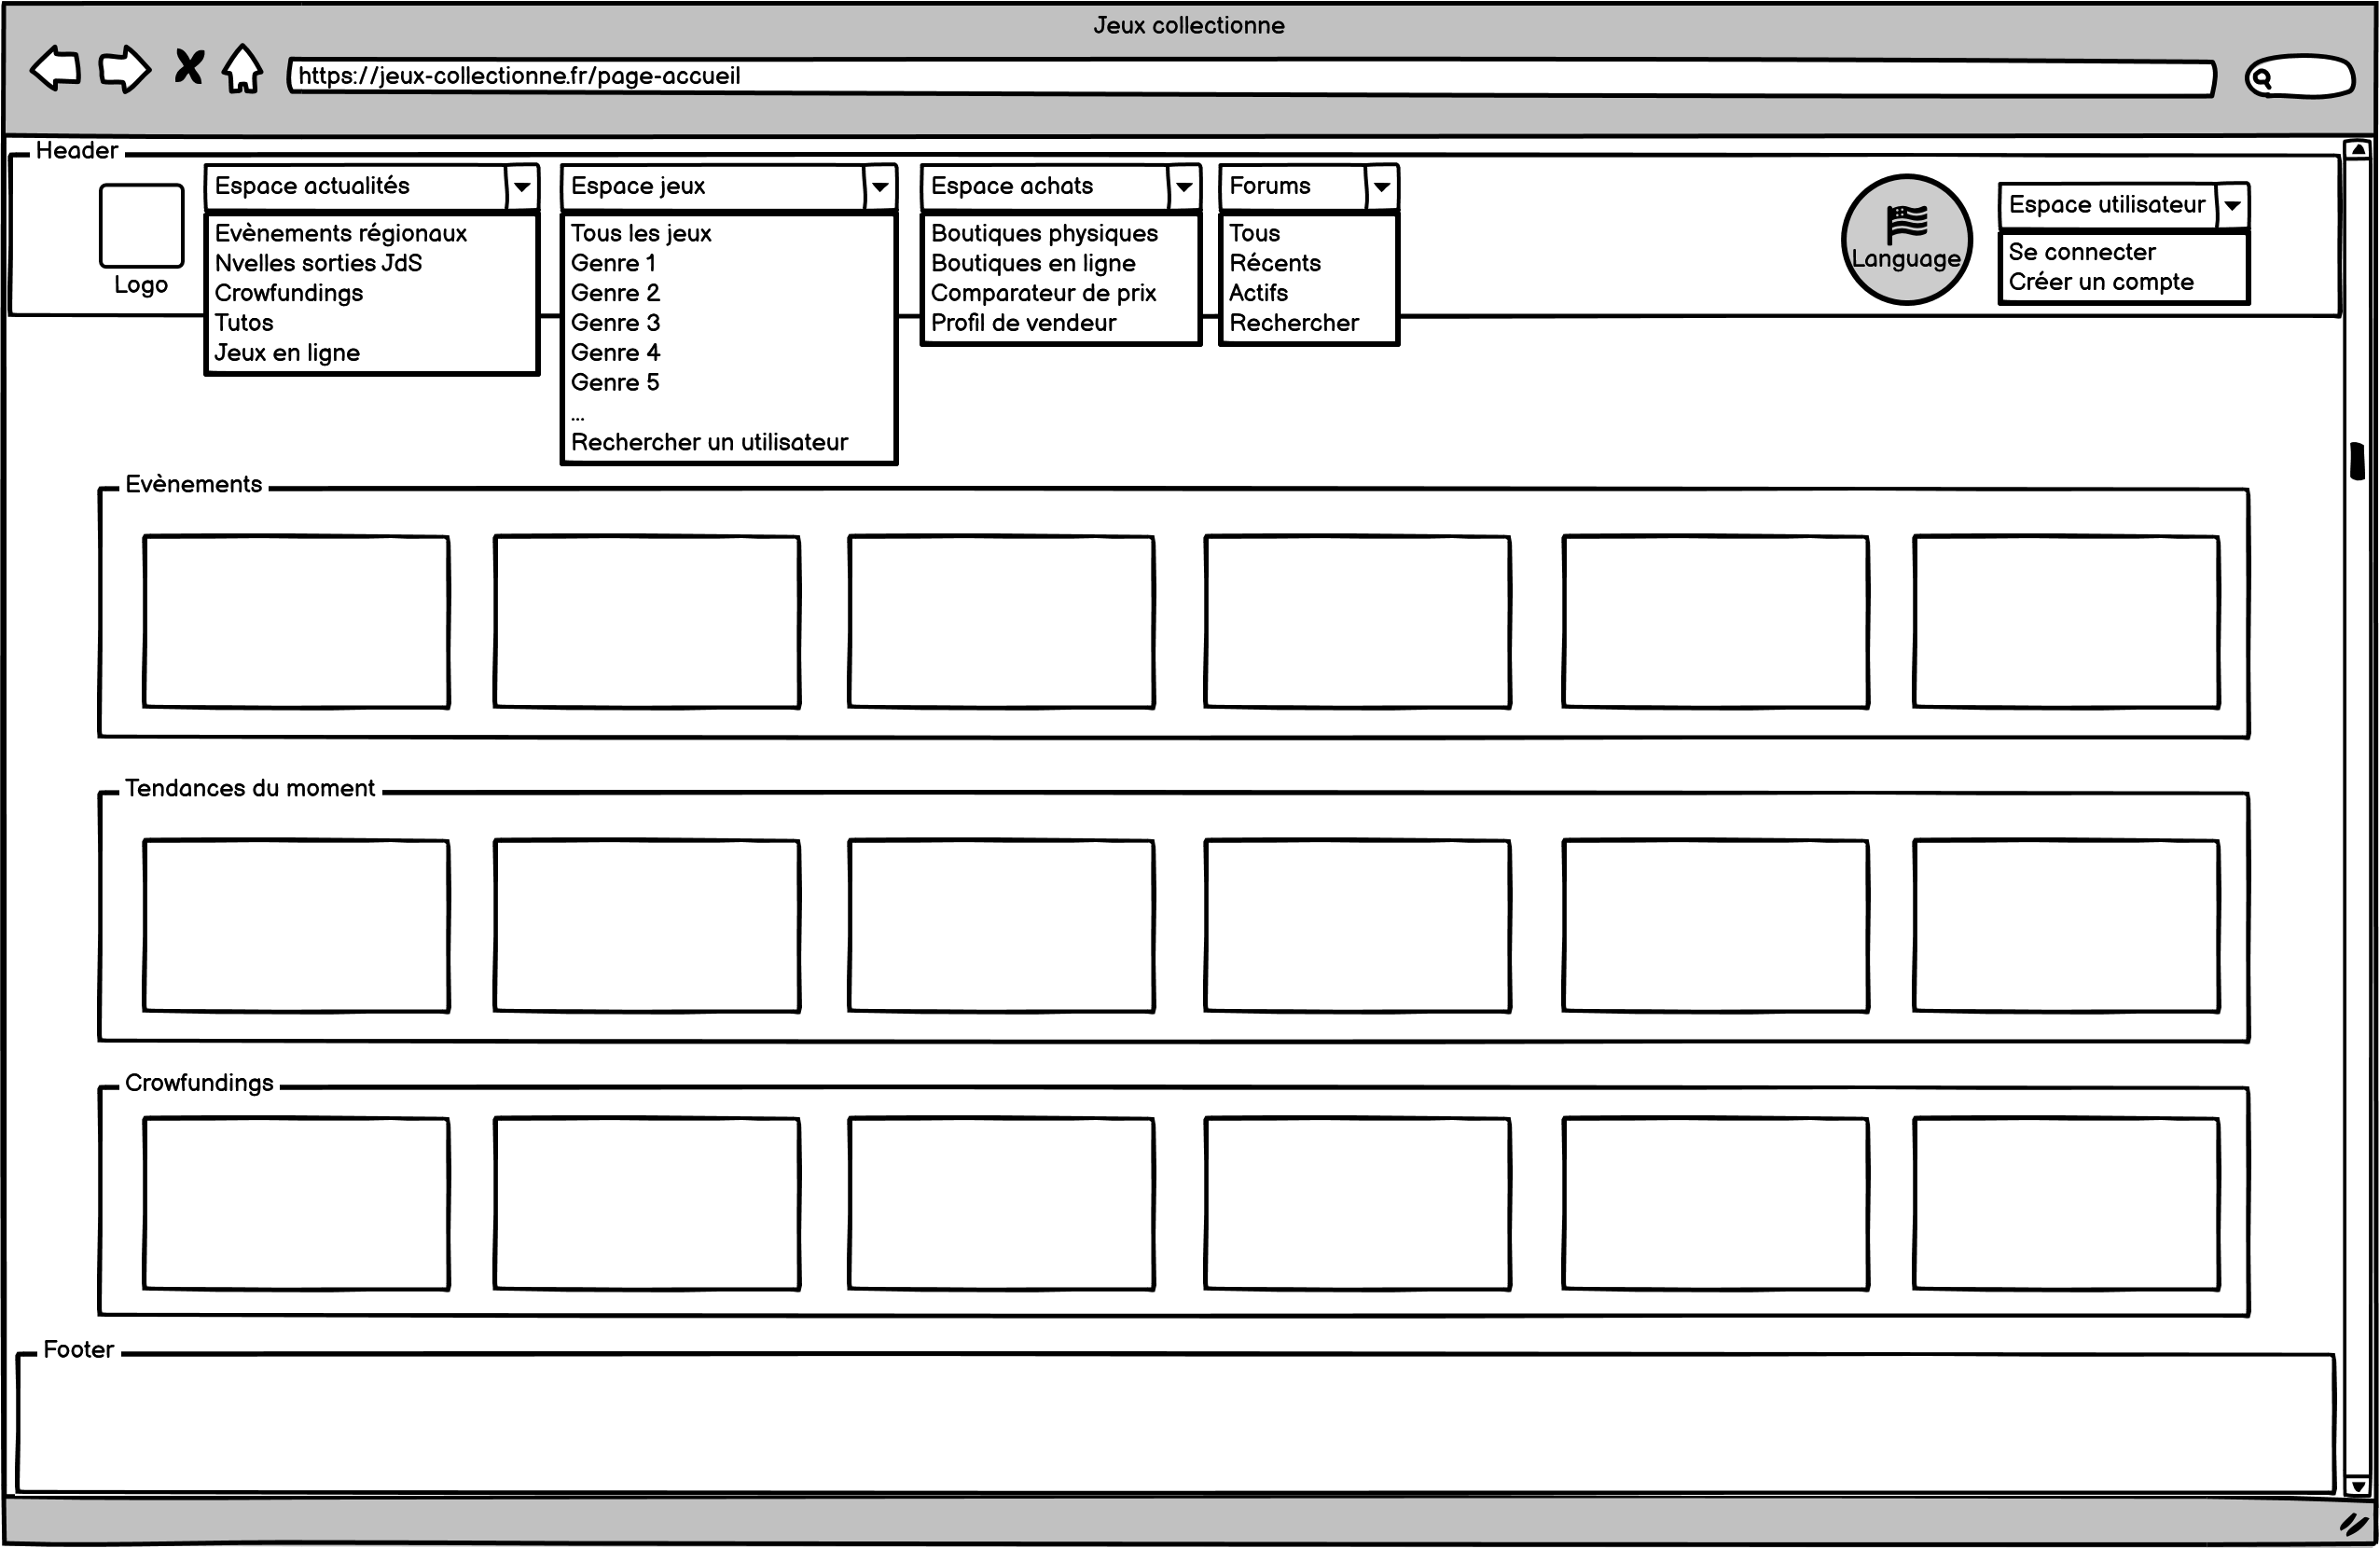 Jeux collectionne
https://jeux-collectionne.fr/page-accueil
Header
Logo
Espace actualités
Evènements régionaux
Nvelles sorties JdS
Crowfundings
Tutos
Jeux en ligne
Espace jeux
Tous les jeux
Genre 1
Genre 2
Genre 3
Genre 4
Genre 5
...
Rechercher un utilisateur
Espace achats
Boutiques physiques
Boutiques en ligne
Comparateur de prix
Profil de vendeur
Forums
Tous
Récents
Actifs
Rechercher
Language
Espace utilisateur
Se connecter
Créer un compte
Evènements
Tendances du moment
Crowfundings
Footer